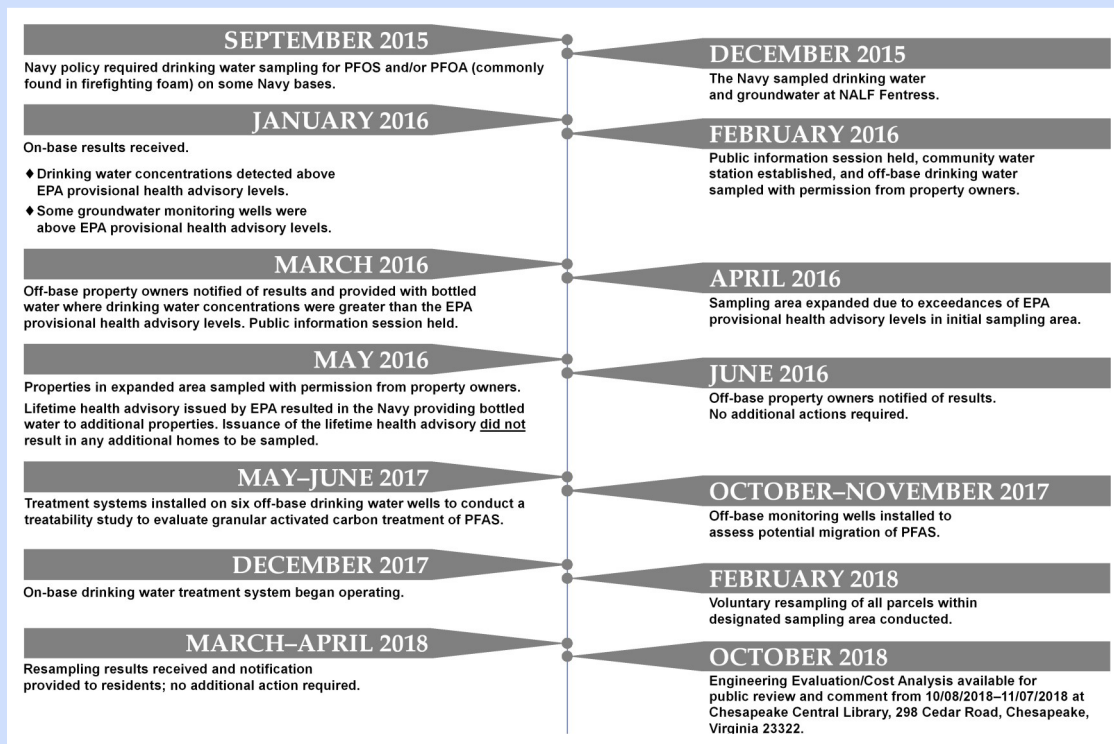 SEPTEMBER 2015
Navy policy required drinking water sampling for PFOS and/or PFOA (commonly
found in firefighting foam) on some Navy bases.
DECEMBER 2015
The Navy sampled drinking water
and groundwater at NALF Fentress.
JANUARY 2016
On-base results received.
♦ Drinking water concentrations detected above
EPA provisional health advisory levels.
♦ Some groundwater monitoring wells were
above EPA provisional health advisory levels.
FEBRUARY 2016
Public information session held, community water
station established, and off-base drinking water
sampled with permission from property owners.
MARCH 2016
Off-base property owners notified of results and provided with bottled
water where drinking water concentrations were greater than the EPA
provisional health advisory levels. Public information session held.
APRIL 2016
Sampling area expanded due to exceedances of EPA
provisional health advisory levels in initial sampling area.
MAY 2016
Properties in expanded area sampled with permission from property owners.
Lifetime health advisory issued by EPA resulted in the Navy providing bottled
water to additional properties. Issuance of the lifetime health advisory did not
result in any additional homes to be sampled.
JUNE 2016
Off-base property owners notified of results.
No additional actions required.
MAY–JUNE 2017
Treatment systems installed on six off-base drinking water wells to conduct a
treatability study to evaluate granular activated carbon treatment of PFAS.
OCTOBER–NOVEMBER 2017
Off-base monitoring wells installed to
assess potential migration of PFAS.
DECEMBER 2017
On-base drinking water treatment system began operating.
FEBRUARY 2018
Voluntary resampling of all parcels within
designated sampling area conducted.
MARCH–APRIL 2018
Resampling results received and notification
provided to residents; no additional action required.
OCTOBER 2018
Engineering Evaluation/Cost Analysis available for
public review and comment from 10/08/2018–11/07/2018 at
Chesapeake Central Library, 298 Cedar Road, Chesapeake,
Virginia 23322.